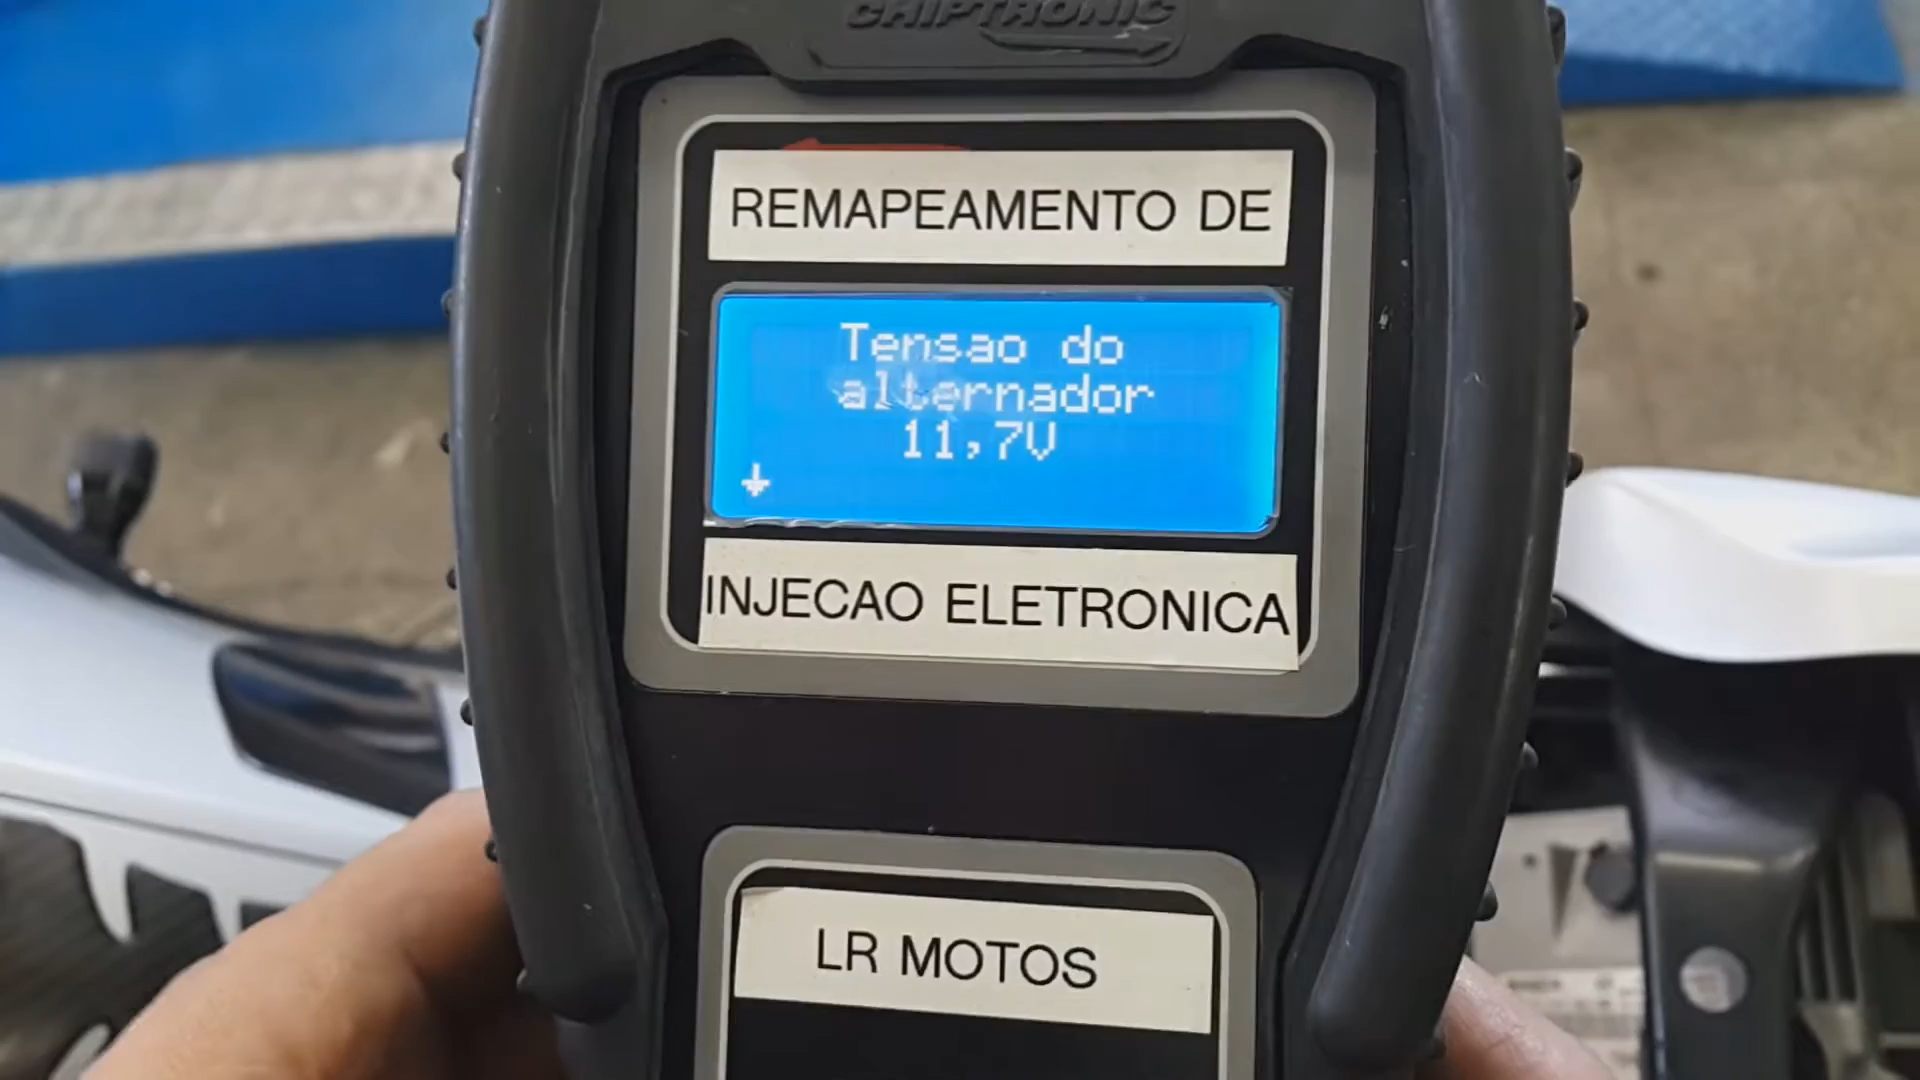 CHIPTRONIC
REMAPEAMENTO DE
Tensao do
alternador
11,7V
INJECAO ELETRONICA
LR MOTOS